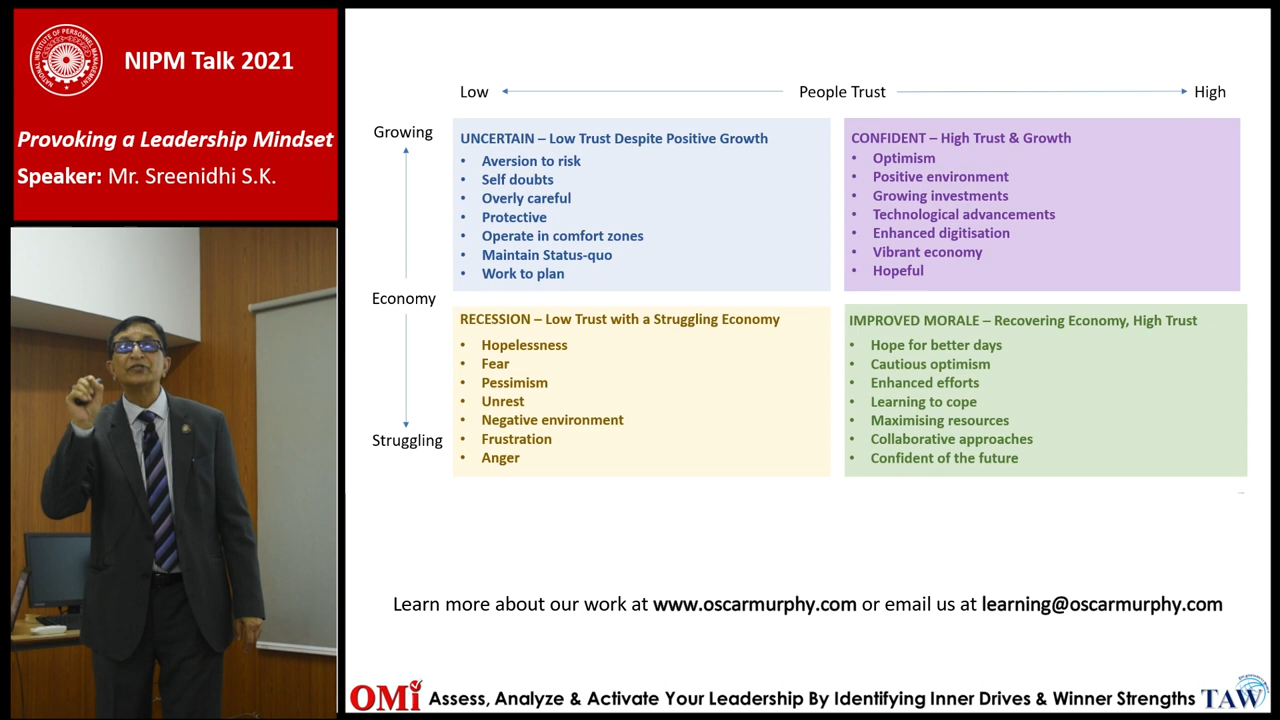 NATIONAL INSTITUTE OF PERSONNEL MANAGEMENT
NIPM Talk 2021
Provoking a Leadership Mindset
Speaker: Mr. Sreenidhi S.K.
Low People Trust High
Growing
Economy
Struggling
UNCERTAIN – Low Trust Despite Positive Growth
• Aversion to risk
• Self doubts
• Overly careful
• Protective
• Operate in comfort zones
• Maintain Status-quo
• Work to plan
CONFIDENT – High Trust & Growth
• Optimism
• Positive environment
• Growing investments
• Technological advancements
• Enhanced digitisation
• Vibrant economy
• Hopeful
RECESSION – Low Trust with a Struggling Economy
• Hopelessness
• Fear
• Pessimism
• Unrest
• Negative environment
• Frustration
• Anger
IMPROVED MORALE – Recovering Economy, High Trust
• Hope for better days
• Cautious optimism
• Enhanced efforts
• Learning to cope
• Maximising resources
• Collaborative approaches
• Confident of the future
Learn more about our work at www.oscarmurphy.com or email us at learning@oscarmurphy.com
OMi Assess, Analyze & Activate Your Leadership By Identifying Inner Drives & Winner Strengths TAW